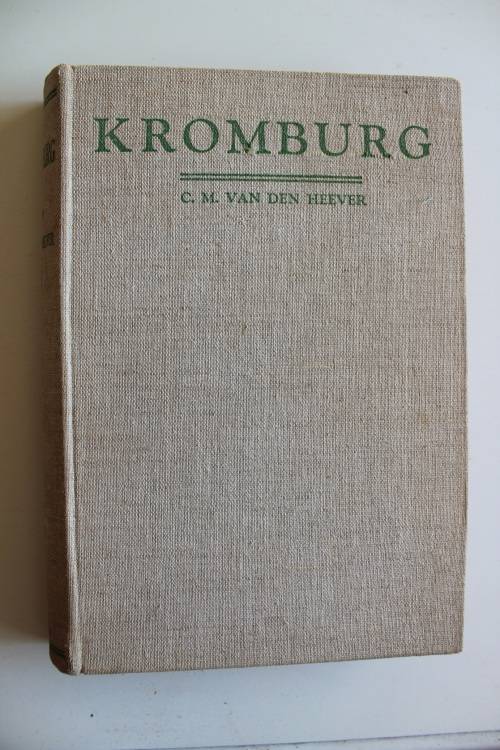 KROMBURG
C. M. VAN DEN HEEVER